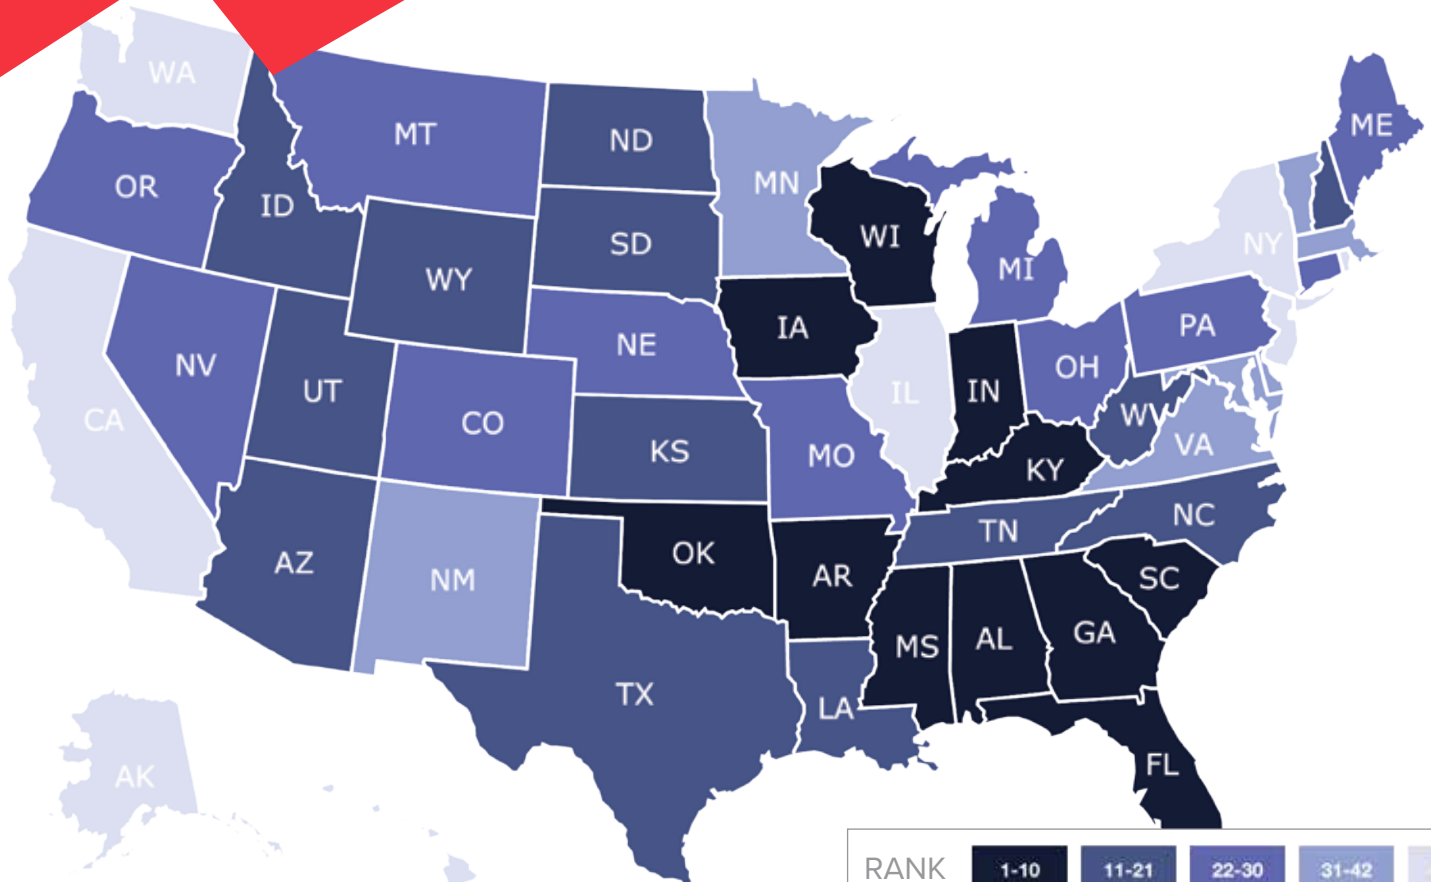 WA
MT
ND
MN
ME
OR
ID
SD
WI
NY
WY
MI
IA
PA
NE
NV
OH
UT
IL
IN
CA
CO
WV
KS
MO
VA
KY
NC
TN
AZ
OK
AR
SC
NM
MS
AL
GA
TX
LA
FL
AK
RANK 1-10 11-21 22-30 31-42